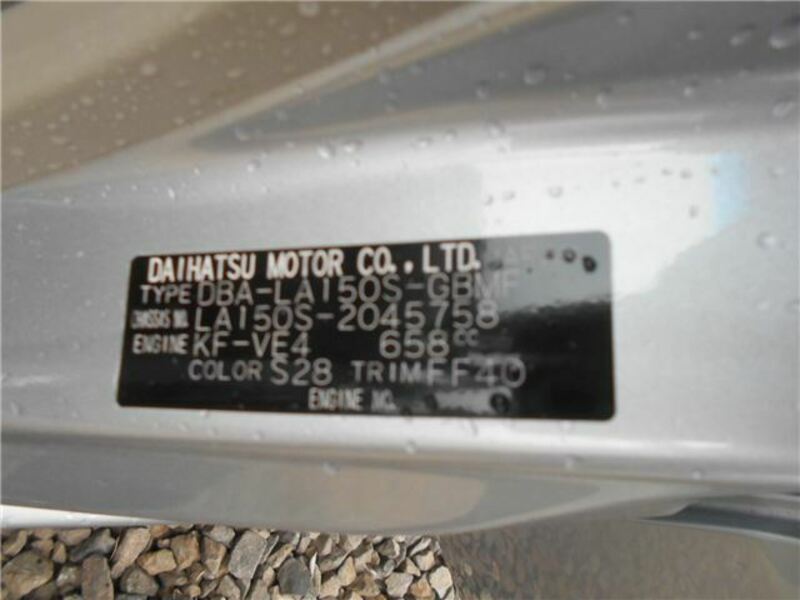 DAIHATSU MOTOR CO., LTD.
TYPE DBA-LA150S-GBMF
CHASSIS NO. LA150S-2045758
ENGINE KF-VE4 658cc
COLOR S28 TRIM FF40
ENGINE NO.